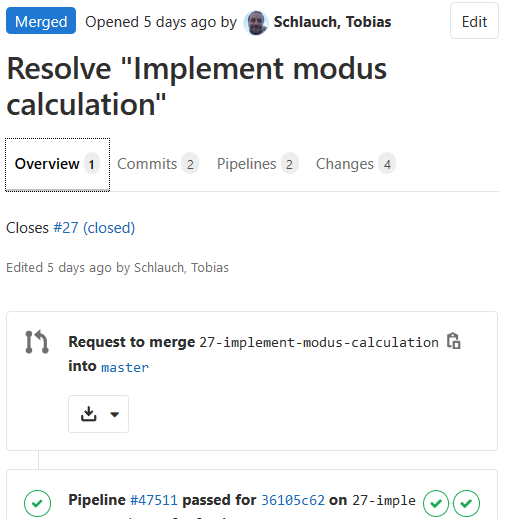 Merged Opened 5 days ago by Schlauch, Tobias Edit
Resolve "Implement modus
calculation"
Overview 1 Commits 2 Pipelines 2 Changes 4
Closes #27 (closed)
Edited 5 days ago by Schlauch, Tobias
Request to merge 27-implement-modus-calculation
into master
Pipeline #47511 passed for 36105c62 on 27-imple